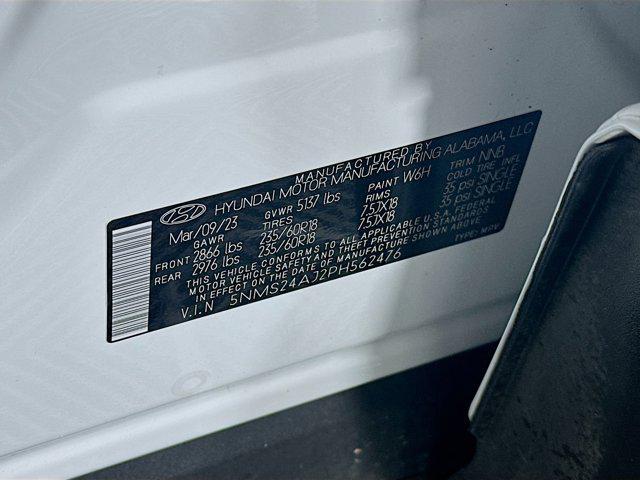 MANUFACTURED BY
HYUNDAI MOTOR MANUFACTURING ALABAMA, LLC
Mar/09/23 GVWR 5137 lbs PAINT W6H TRIM NNB
GAWR TIRES RIMS COLD TIRE INFL
FRONT 2866 lbs 235/60R18 7.5JX18 35 psi SINGLE
REAR 2976 lbs 235/60R18 7.5JX18 35 psi SINGLE
THIS VEHICLE CONFORMS TO ALL APPLICABLE U.S.A FEDERAL
MOTOR VEHICLE SAFETY AND THEFT PREVENTION STANDARDS
IN EFFECT ON THE DATE OF MANUFACTURE SHOWN ABOVE.
V.I.N 5NMS24AJ2PH562476 TYPE: MPV